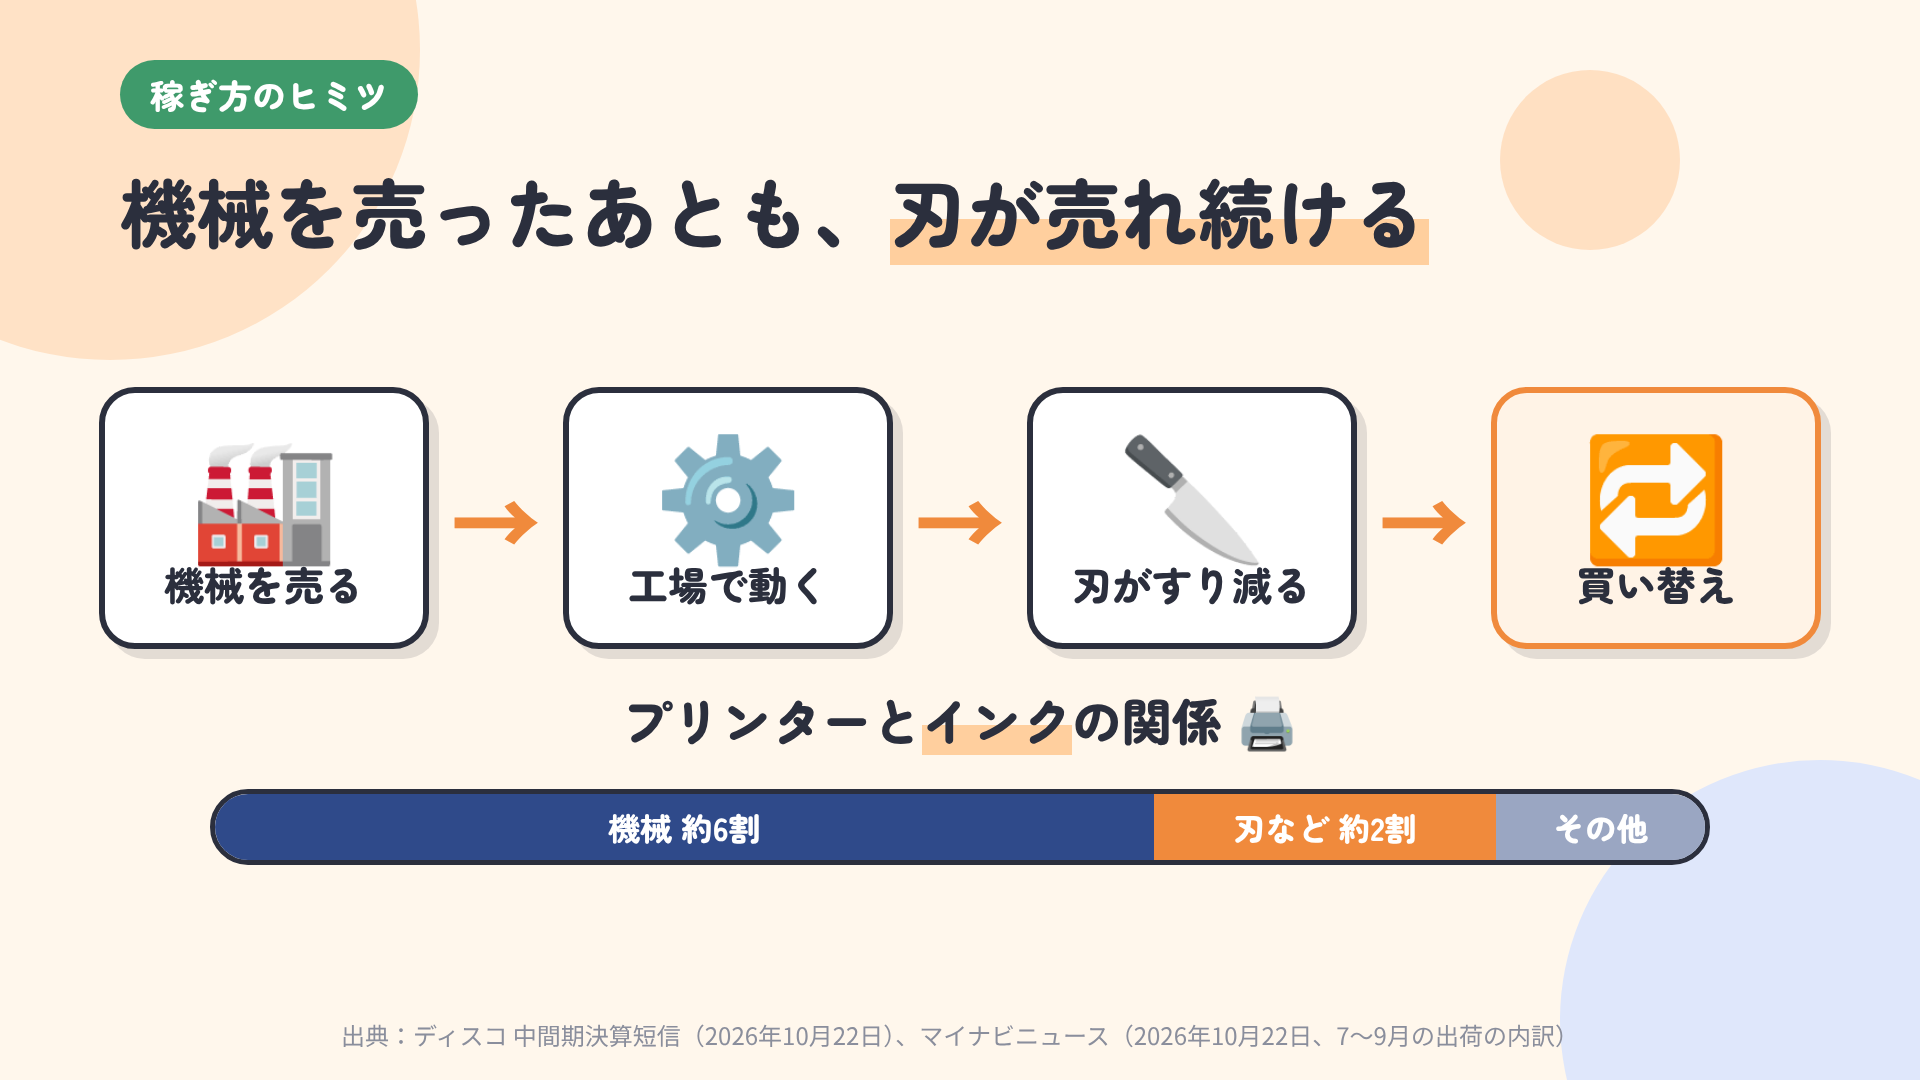 稼ぎ方のヒミツ
機械を売ったあとも、刃が売れ続ける
機械を売る
工場で動く
刃がすり減る
買い替え
プリンターとインクの関係
機械 約6割
刃など 約2割
その他
出典：ディスコ 中間期決算短信（2026年10月22日）、マイナビニュース（2026年10月22日、7〜9月の出荷の内訳）